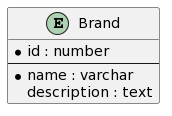 E Brand
* id : number
* name : varchar
description : text